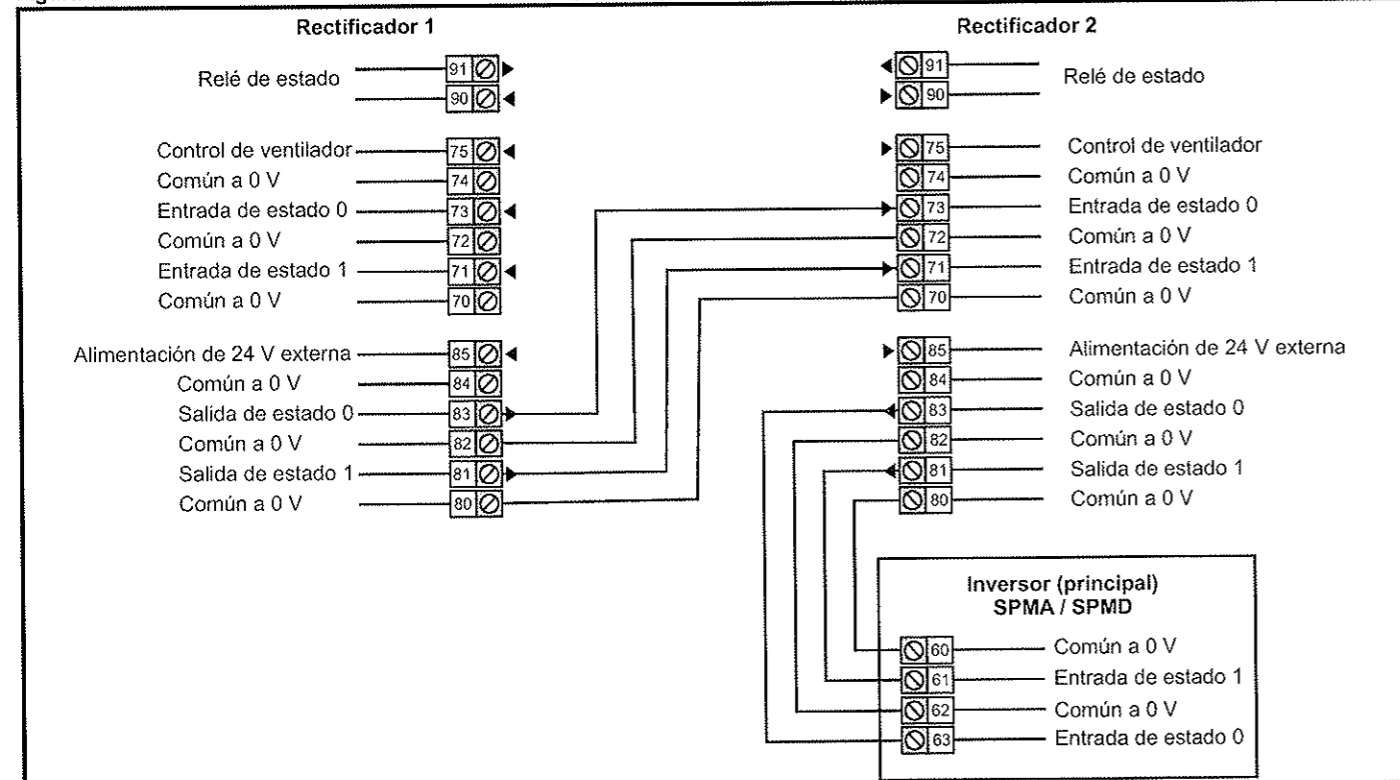 Rectificador 1
Relé de estado
91
90
Control de ventilador
75
Común a 0 V
74
Entrada de estado 0
73
Común a 0 V
72
Entrada de estado 1
71
Común a 0 V
70
Alimentación de 24 V externa
85
Común a 0 V
84
Salida de estado 0
83
Común a 0 V
82
Salida de estado 1
81
Común a 0 V
80
Rectificador 2
91
Relé de estado
90
75 Control de ventilador
74 Común a 0 V
73 Entrada de estado 0
72 Común a 0 V
71 Entrada de estado 1
70 Común a 0 V
85 Alimentación de 24 V externa
84 Común a 0 V
83 Salida de estado 0
82 Común a 0 V
81 Salida de estado 1
80 Común a 0 V
Inversor (principal)
SPMA / SPMD
60 Común a 0 V
61 Entrada de estado 1
62 Común a 0 V
63 Entrada de estado 0